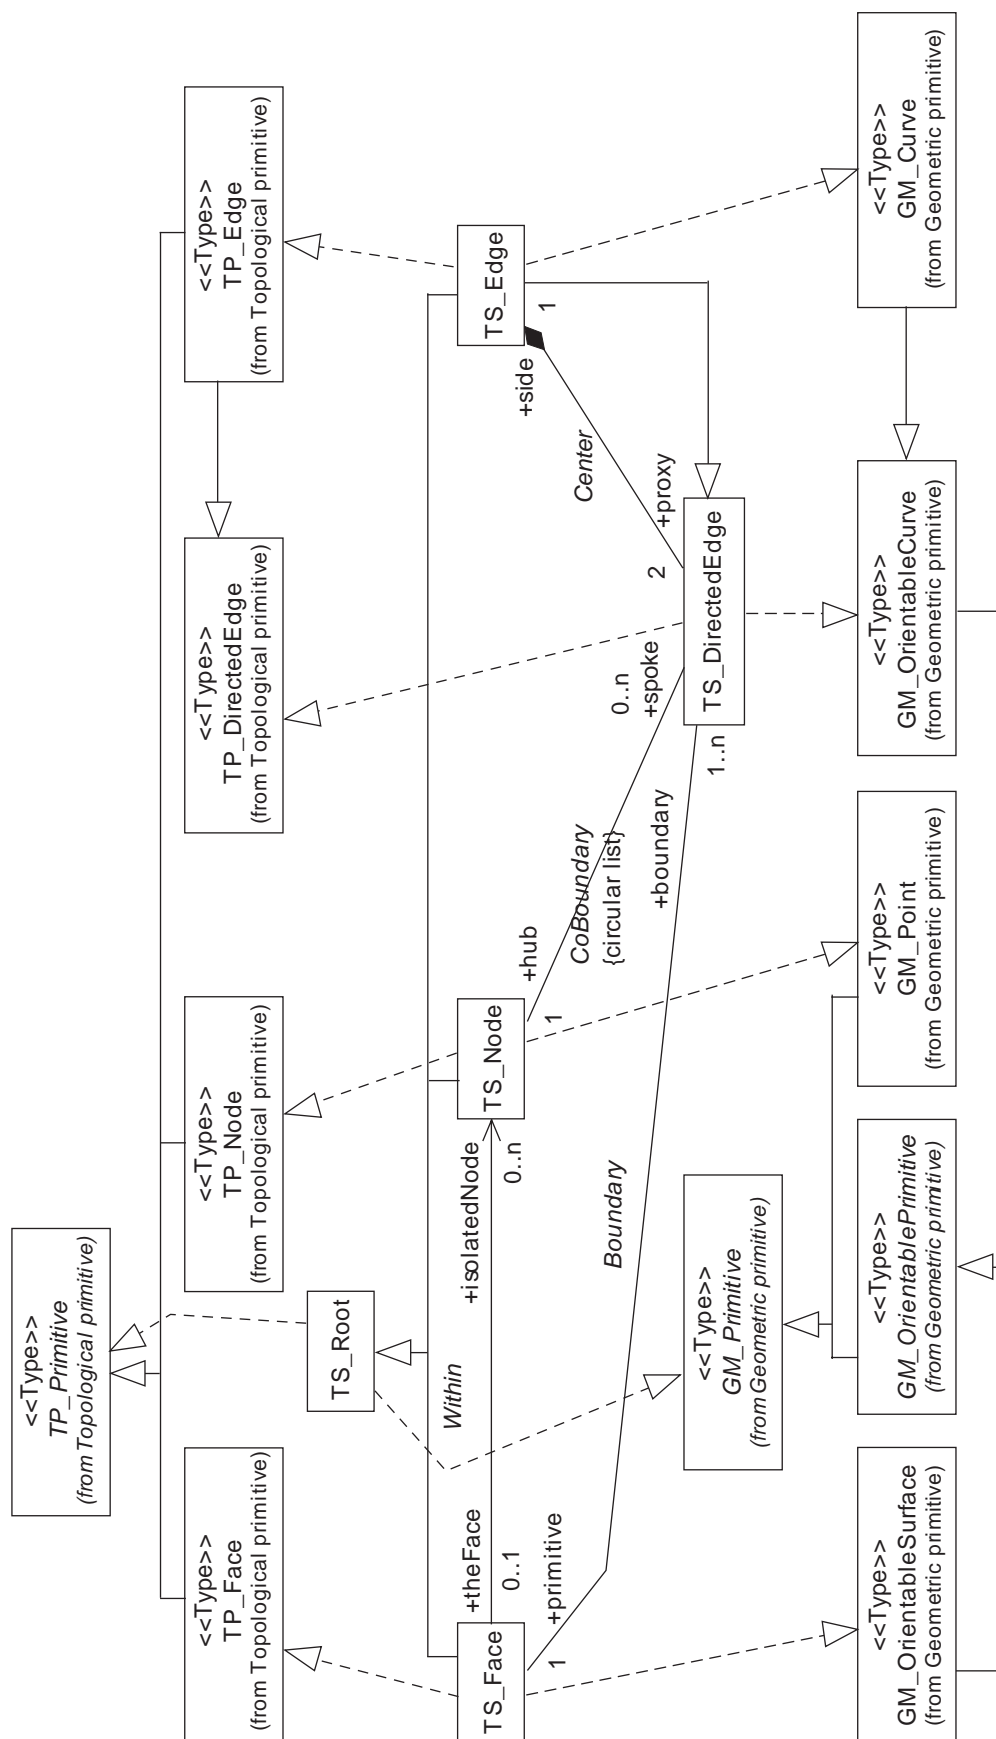 <<Type>>
TP_Primitive
(from Topological primitive)
<<Type>>
TP_Face
(from Topological primitive)
<<Type>>
TP_Node
(from Topological primitive)
<<Type>>
TP_DirectedEdge
(from Topological primitive)
<<Type>>
TP_Edge
(from Topological primitive)
TS_Root
Within
+theFace
0..1
+isolatedNode
0..n
TS_Face
1
+primitive
TS_Node
1
+hub
CoBoundary
{circular list}
0..n
+spoke
TS_Edge
1
+side
Center
2
+proxy
TS_DirectedEdge
1..n
+boundary
Boundary
<<Type>>
GM_Primitive
(from Geometric primitive)
<<Type>>
GM_OrientableSurface
(from Geometric primitive)
<<Type>>
GM_OrientablePrimitive
(from Geometric primitive)
<<Type>>
GM_Point
(from Geometric primitive)
<<Type>>
GM_OrientableCurve
(from Geometric primitive)
<<Type>>
GM_Curve
(from Geometric primitive)